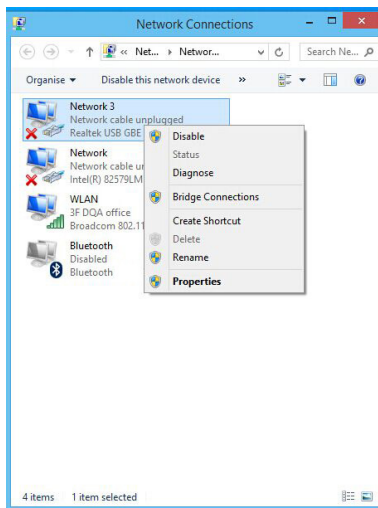 Network Connections
« Net... ▸ Networ...
Search Ne...
Organise ▾ Disable this network device »
Network 3
Network cable unplugged
Realtek USB GBE
Network
Network cable un
Intel(R) 82579LM
WLAN
3F DQA office
Broadcom 802.11
Bluetooth
Disabled
Bluetooth
Disable
Status
Diagnose
Bridge Connections
Create Shortcut
Delete
Rename
Properties
4 items 1 item selected